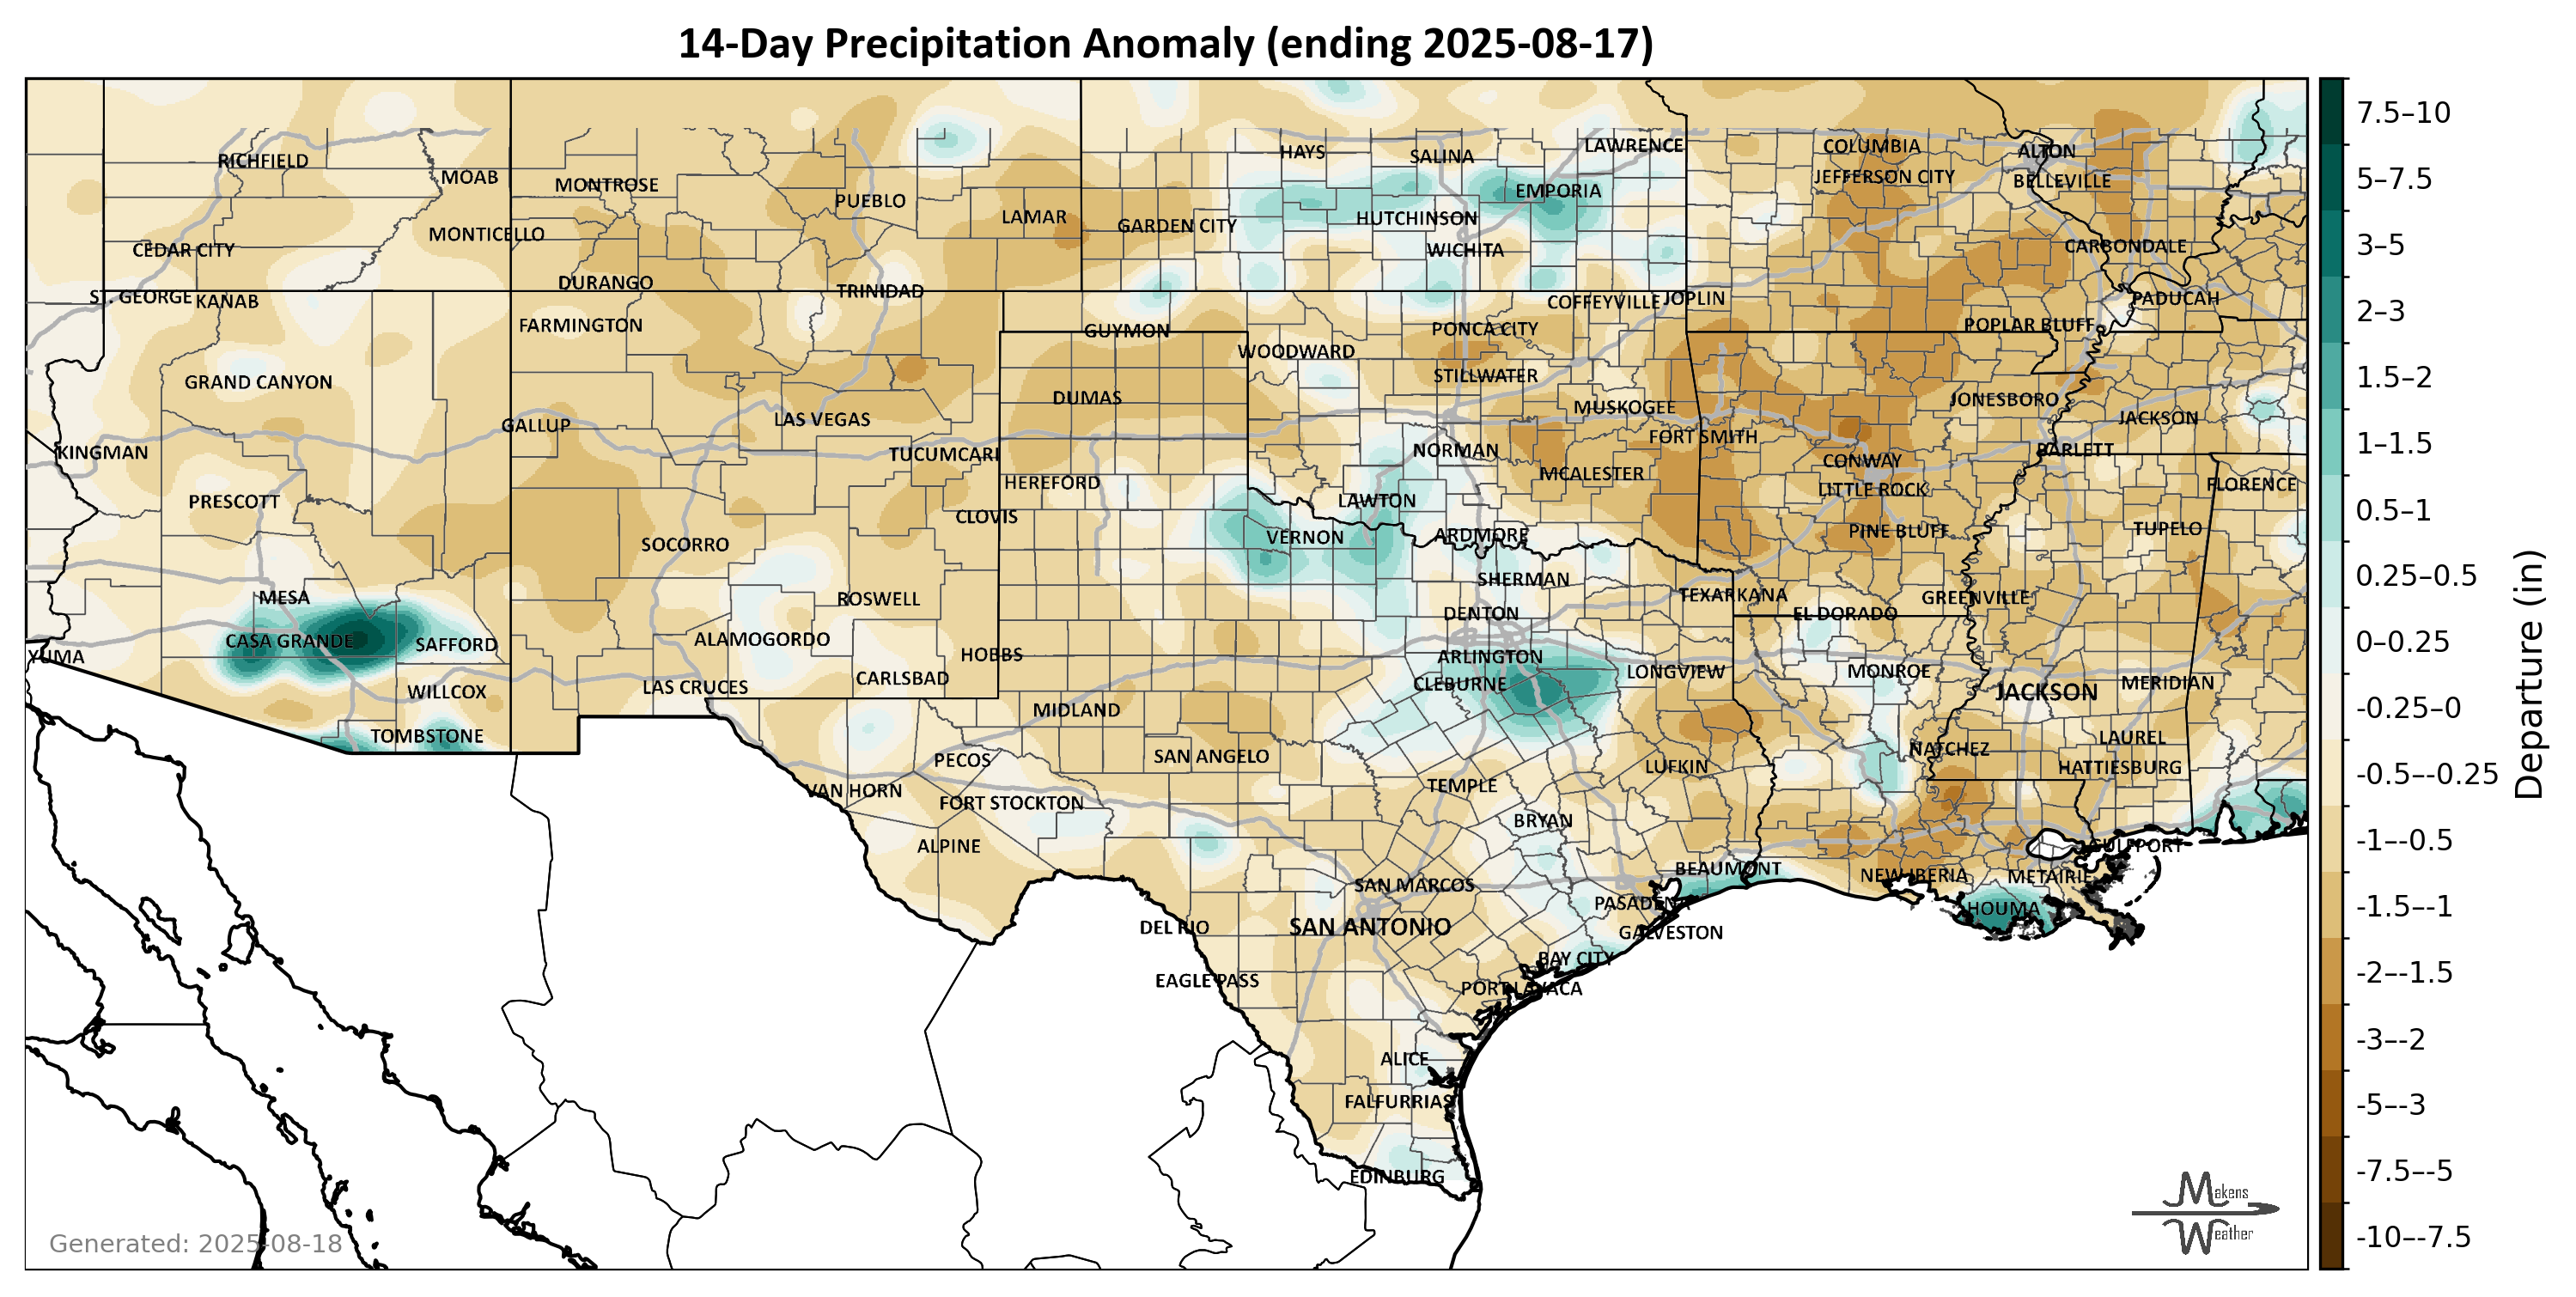 14-Day Precipitation Anomaly (ending 2025-08-17)
RICHFIELD
MOAB
MONTROSE
PUEBLO
LAMAR
HAYS
SALINA
LAWRENCE
EMPORIA
COLUMBIA
JEFFERSON CITY
ALTON
BELLEVILLE
CEDAR CITY
MONTICELLO
GARDEN CITY
HUTCHINSON
WICHITA
CARBONDALE
DURANGO
TRINIDAD
ST. GEORGE
KANAB
COFFEYVILLE
JOPLIN
PADUCAH
FARMINGTON
GUYMON
PONCA CITY
POPLAR BLUFF
WOODWARD
GRAND CANYON
STILLWATER
DUMAS
MUSKOGEE
JONESBORO
JACKSON
GALLUP
LAS VEGAS
FORT SMITH
KINGMAN
TUCUMCARI
NORMAN
BARLETT
CONWAY
MCALESTER
HEREFORD
LITTLE ROCK
FLORENCE
PRESCOTT
LAWTON
CLOVIS
PINE BLUFF
TUPELO
SOCORRO
VERNON
ARDMORE
SHERMAN
MESA
ROSWELL
TEXARKANA
GREENVILLE
DENTON
EL DORADO
CASA GRANDE
SAFFORD
ALAMOGORDO
YUMA
HOBBS
ARLINGTON
CARLSBAD
CLEBURNE
LONGVIEW
MONROE
MERIDIAN
WILLCOX
LAS CRUCES
JACKSON
MIDLAND
TOMBSTONE
SAN ANGELO
NATCHEZ
LAUREL
PECOS
LUFKIN
HATTIESBURG
VAN HORN
FORT STOCKTON
TEMPLE
BRYAN
ALPINE
GULFPORT
BEAUMONT
NEW IBERIA
METAIRIE
SAN MARCOS
PASADENA
HOUMA
DEL RIO
SAN ANTONIO
GALVESTON
BAY CITY
EAGLE PASS
PORT LAVACA
ALICE
FALFURRIAS
EDINBURG
Generated: 2025-08-18
Makens
Weather
7.5–10
5–7.5
3–5
2–3
1.5–2
1–1.5
0.5–1
0.25–0.5
0–0.25
-0.25–0
-0.5–-0.25
-1–-0.5
-1.5–-1
-2–-1.5
-3–-2
-5–-3
-7.5–-5
-10–-7.5
Departure (in)